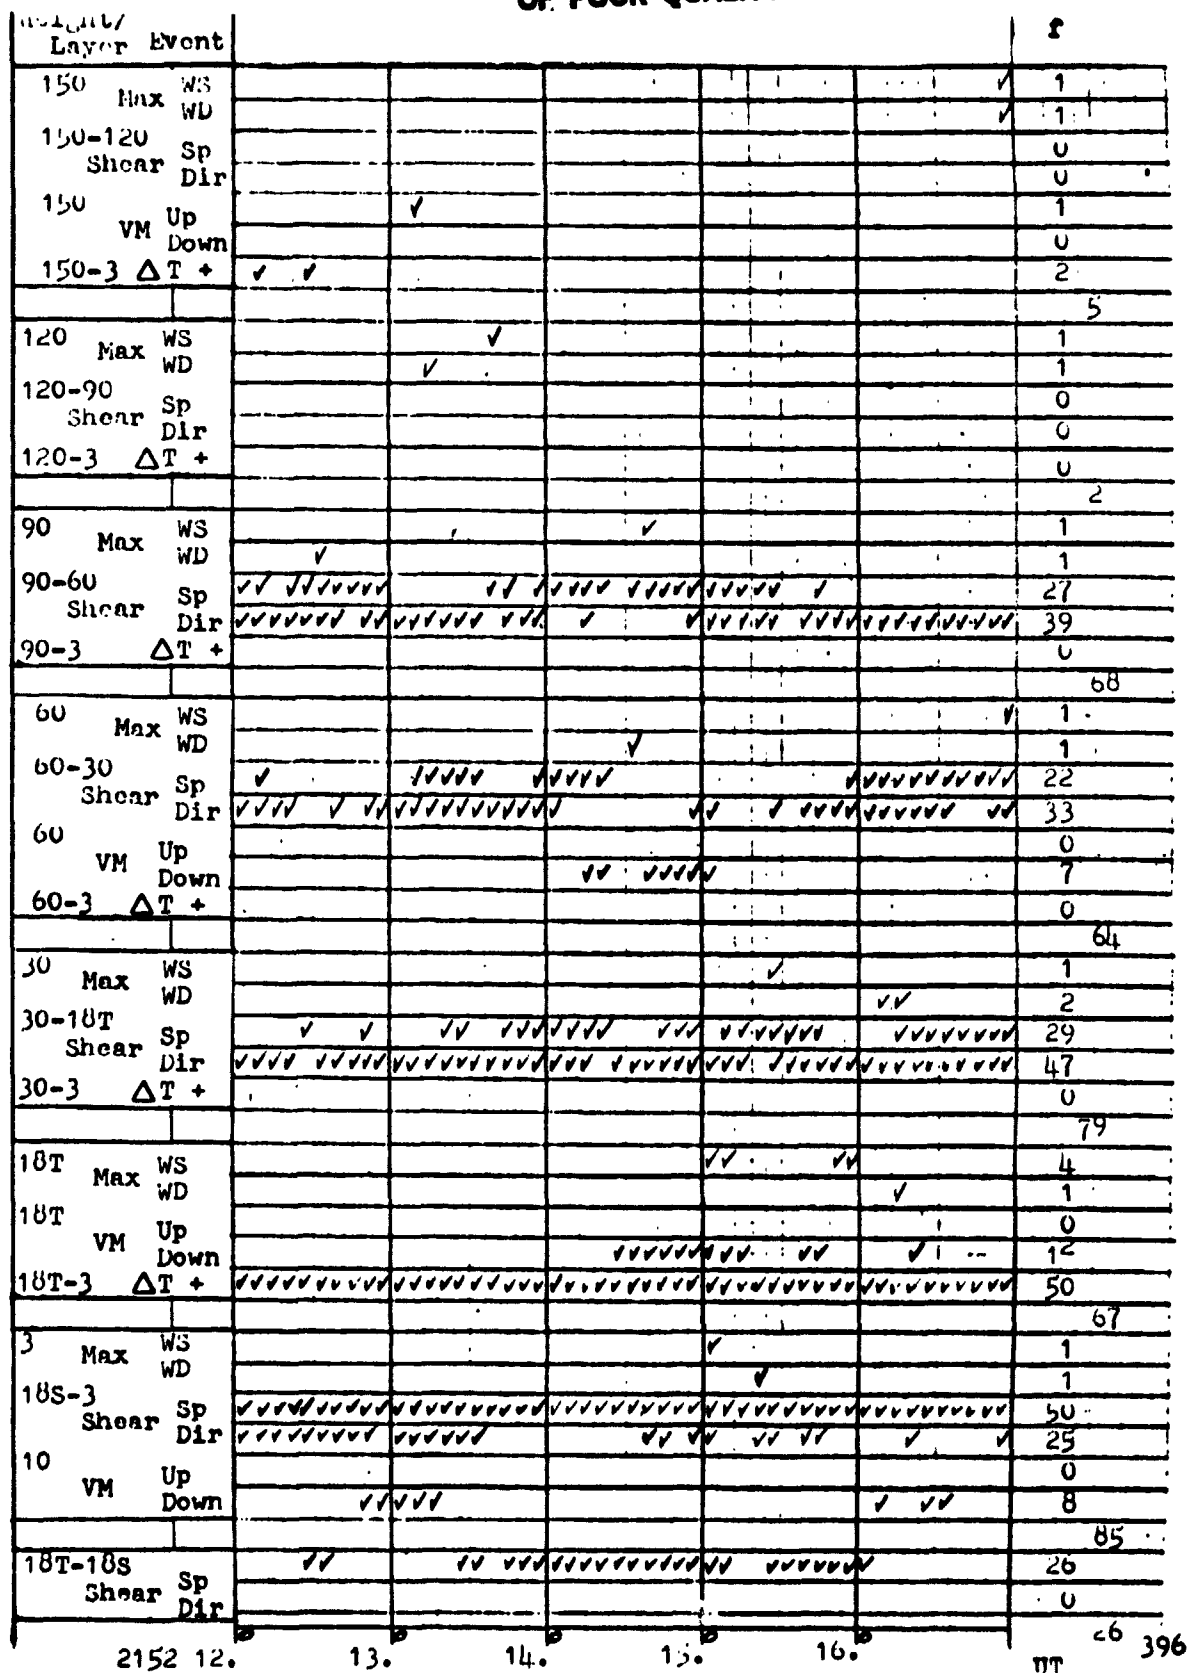 Layer Event f
150 Max WS ✓ 1
WD ✓ 1
150-120 Shear Sp 0
Dir 0
150 VM Up ✓ 1
Down 0
150-3 Δ T + ✓ ✓ 2
5
120 Max WS ✓ 1
WD ✓ 1
120-90 Shear Sp 0
Dir 0
120-3 Δ T + 0
2
90 Max WS ✓ 1
WD ✓ 1
90-60 Shear Sp 27
Dir 39
90-3 Δ T + 0
68
60 Max WS ✓ 1
WD ✓ 1
60-30 Shear Sp 22
Dir 33
60 VM Up 0
Down 7
60-3 Δ T + 0
64
30 Max WS ✓ 1
WD ✓✓ 2
30-18T Shear Sp 29
Dir 47
30-3 Δ T + 0
79
18T Max WS ✓✓ ✓✓ 4
WD ✓ 1
18T VM Up 0
Down 12
18T-3 Δ T + 50
67
3 Max WS ✓ 1
WD ✓ 1
18S-3 Shear Sp 50
Dir 25
10 VM Up 0
Down 8
85
18T-18S Shear Sp 26
Dir 0
26 396
2152 12. 13. 14. 15. 16. UT